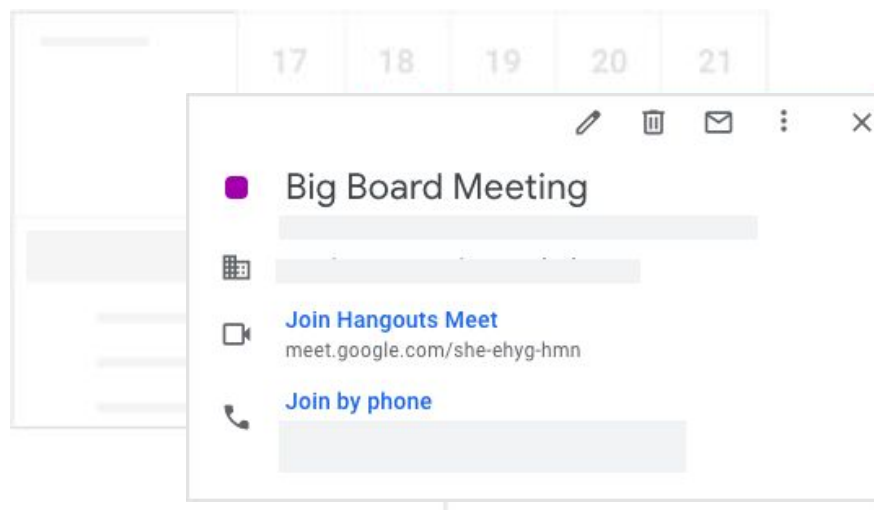 17 18 19 20 21
Big Board Meeting
Join Hangouts Meet
meet.google.com/she-ehyg-hmn
Join by phone